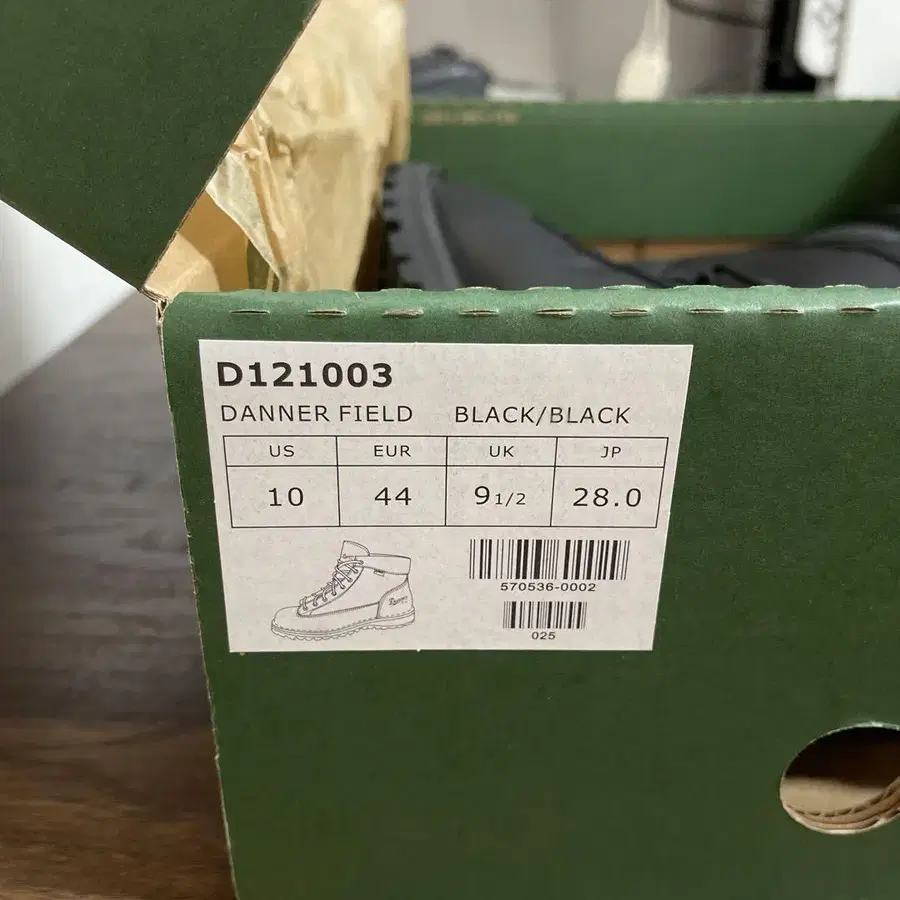 D121003
DANNER FIELD BLACK/BLACK
US EUR UK JP
10 44 9 1/2 28.0
Danner
570536-0002
025